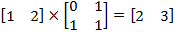 [1 2] × [0 1; 1 1] = [2 3]